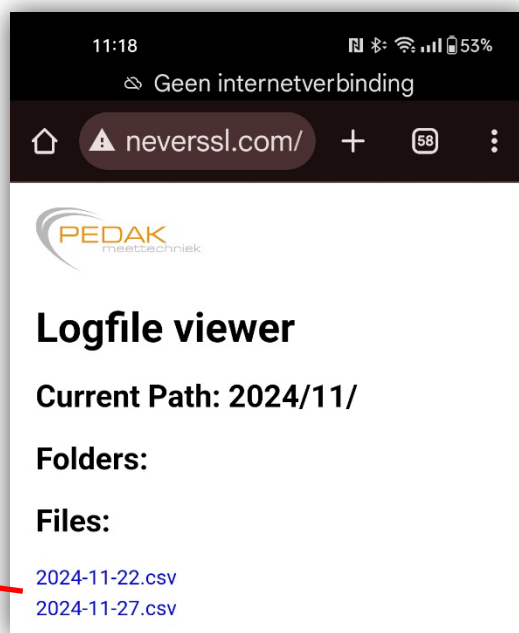 11:18 53%
Geen internetverbinding
neverssl.com/ + 58
PEDAK
meettechniek
Logfile viewer
Current Path: 2024/11/
Folders:
Files:
2024-11-22.csv
2024-11-27.csv